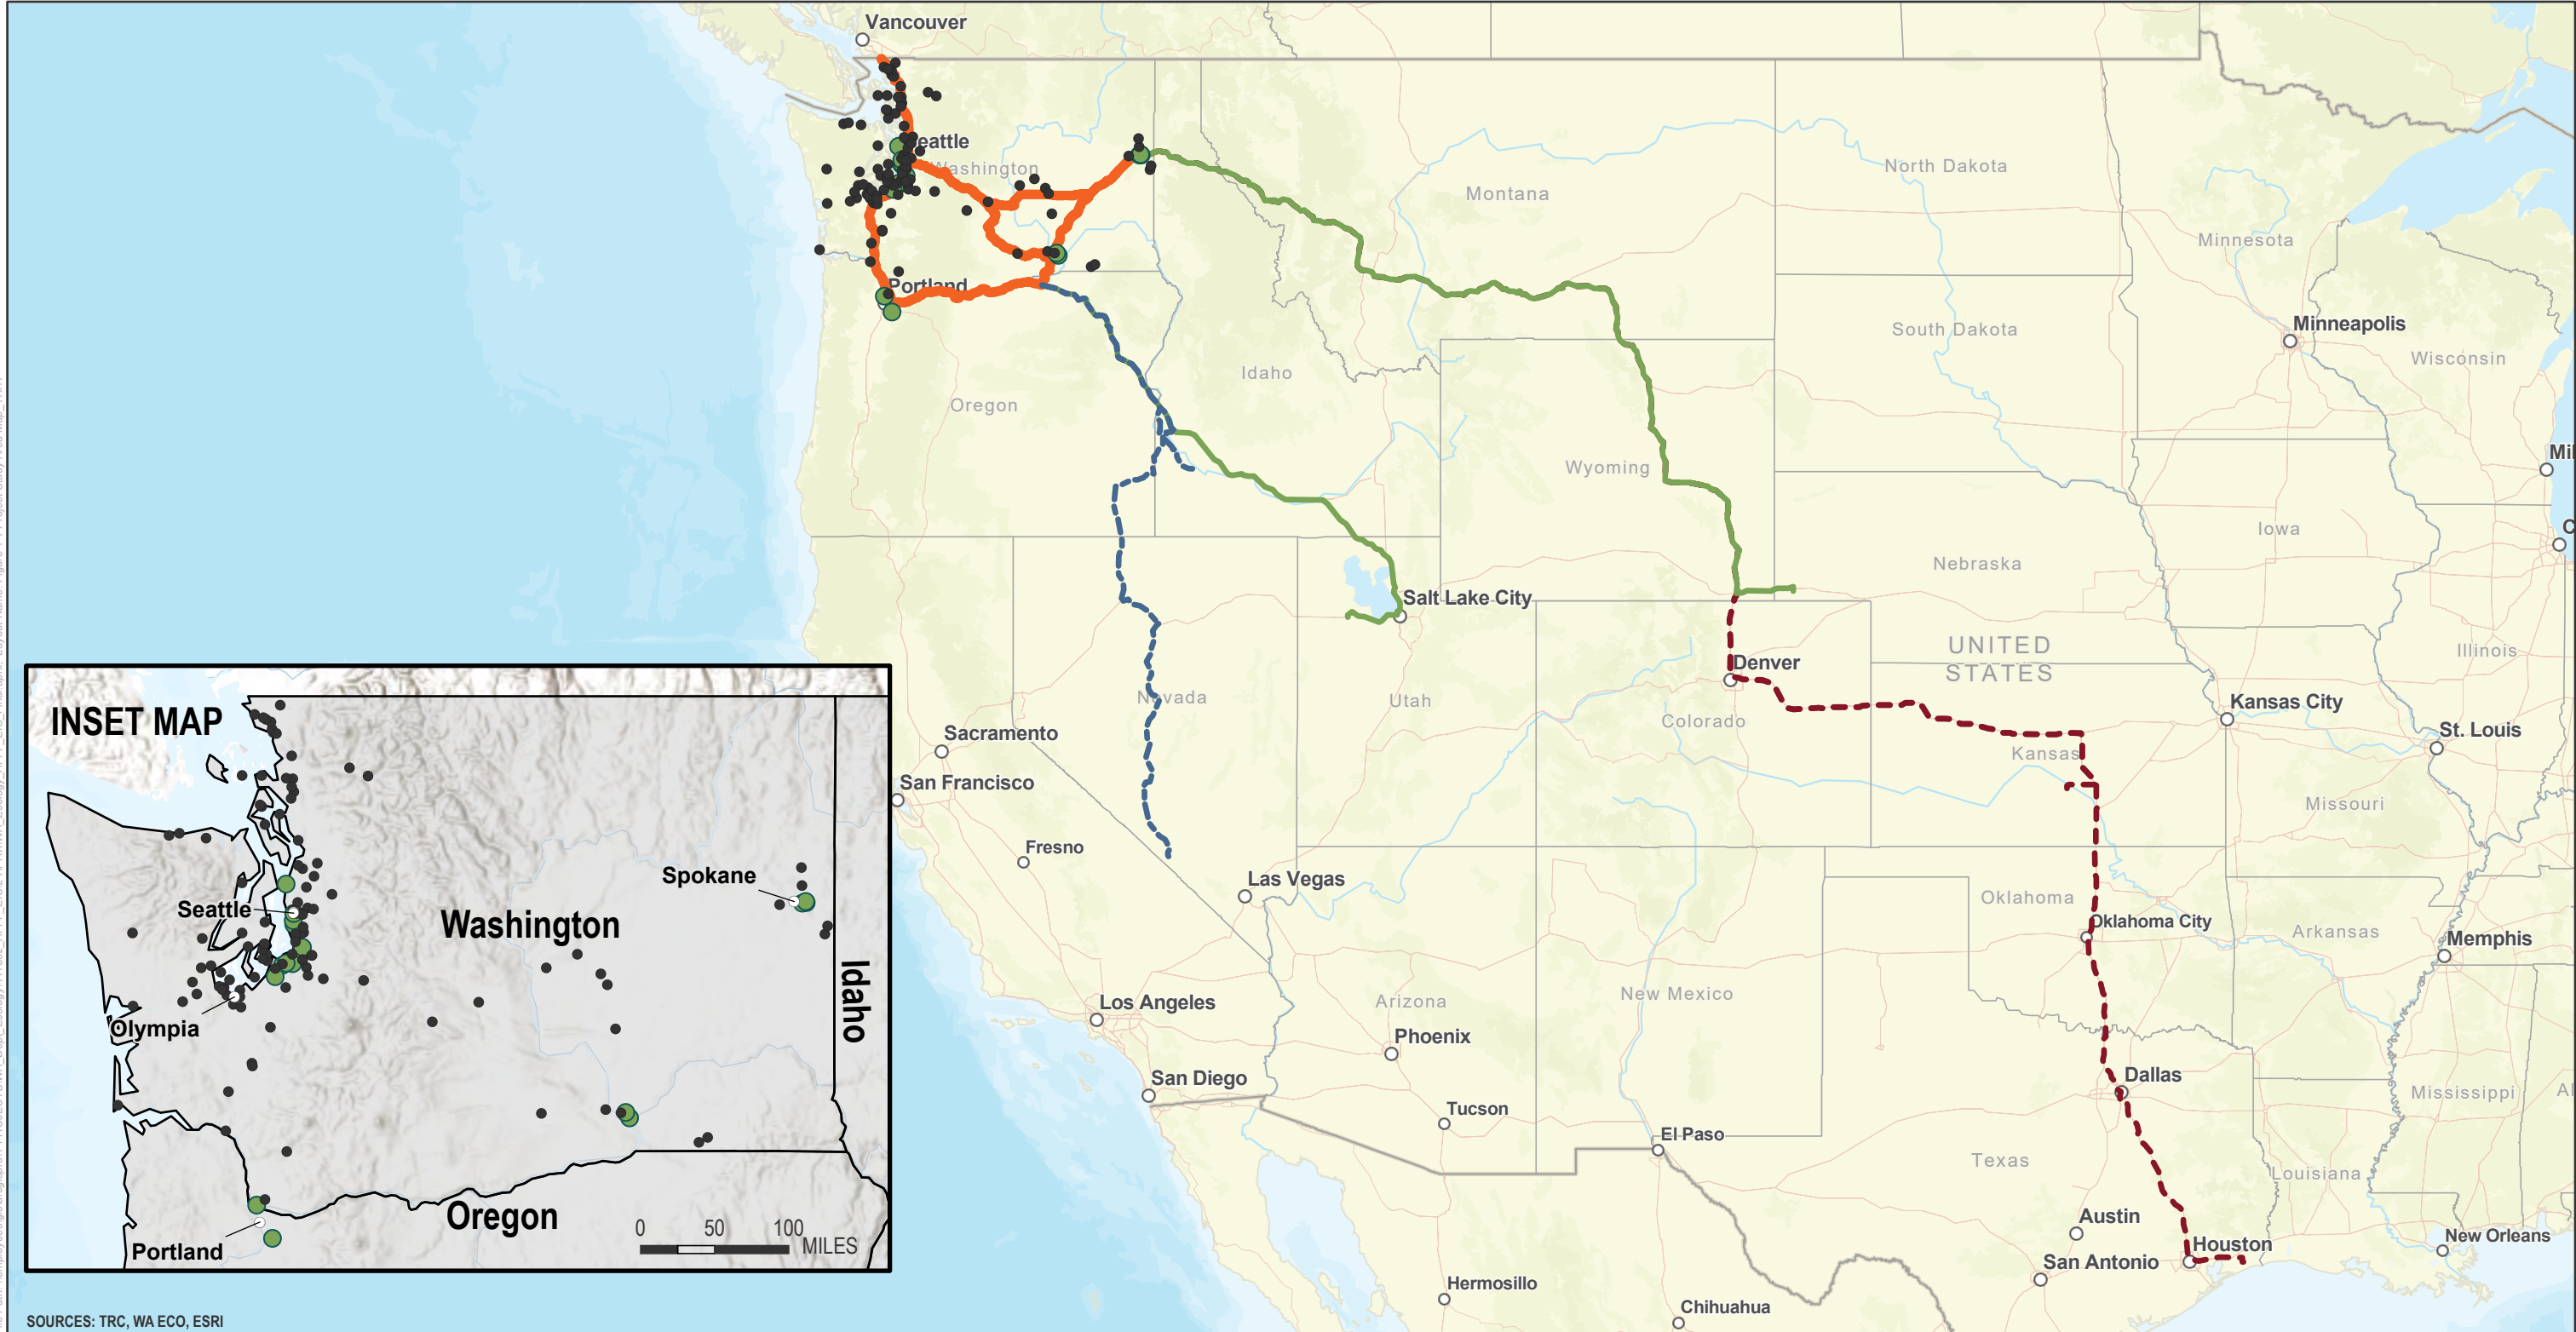 Vancouver
Seattle
Washington
Portland
Montana
North Dakota
Minnesota
South Dakota
Minneapolis
Wisconsin
Idaho
Oregon
Wyoming
Mil
Iowa
C
Nebraska
Salt Lake City
UNITED
STATES
Illinois
Denver
Nevada
Utah
Colorado
Kansas City
Sacramento
St. Louis
Kansas
San Francisco
Missouri
Fresno
Las Vegas
Oklahoma
Oklahoma City
Arkansas
Memphis
Los Angeles
Arizona
New Mexico
Phoenix
San Diego
Dallas
Mississippi
Al
Tucson
El Paso
Texas
Louisiana
Austin
Houston
New Orleans
San Antonio
Hermosillo
Chihuahua
INSET MAP
Spokane
Seattle
Washington
Idaho
Olympia
Oregon
0 50 100
MILES
Portland
SOURCES: TRC, WA ECO, ESRI